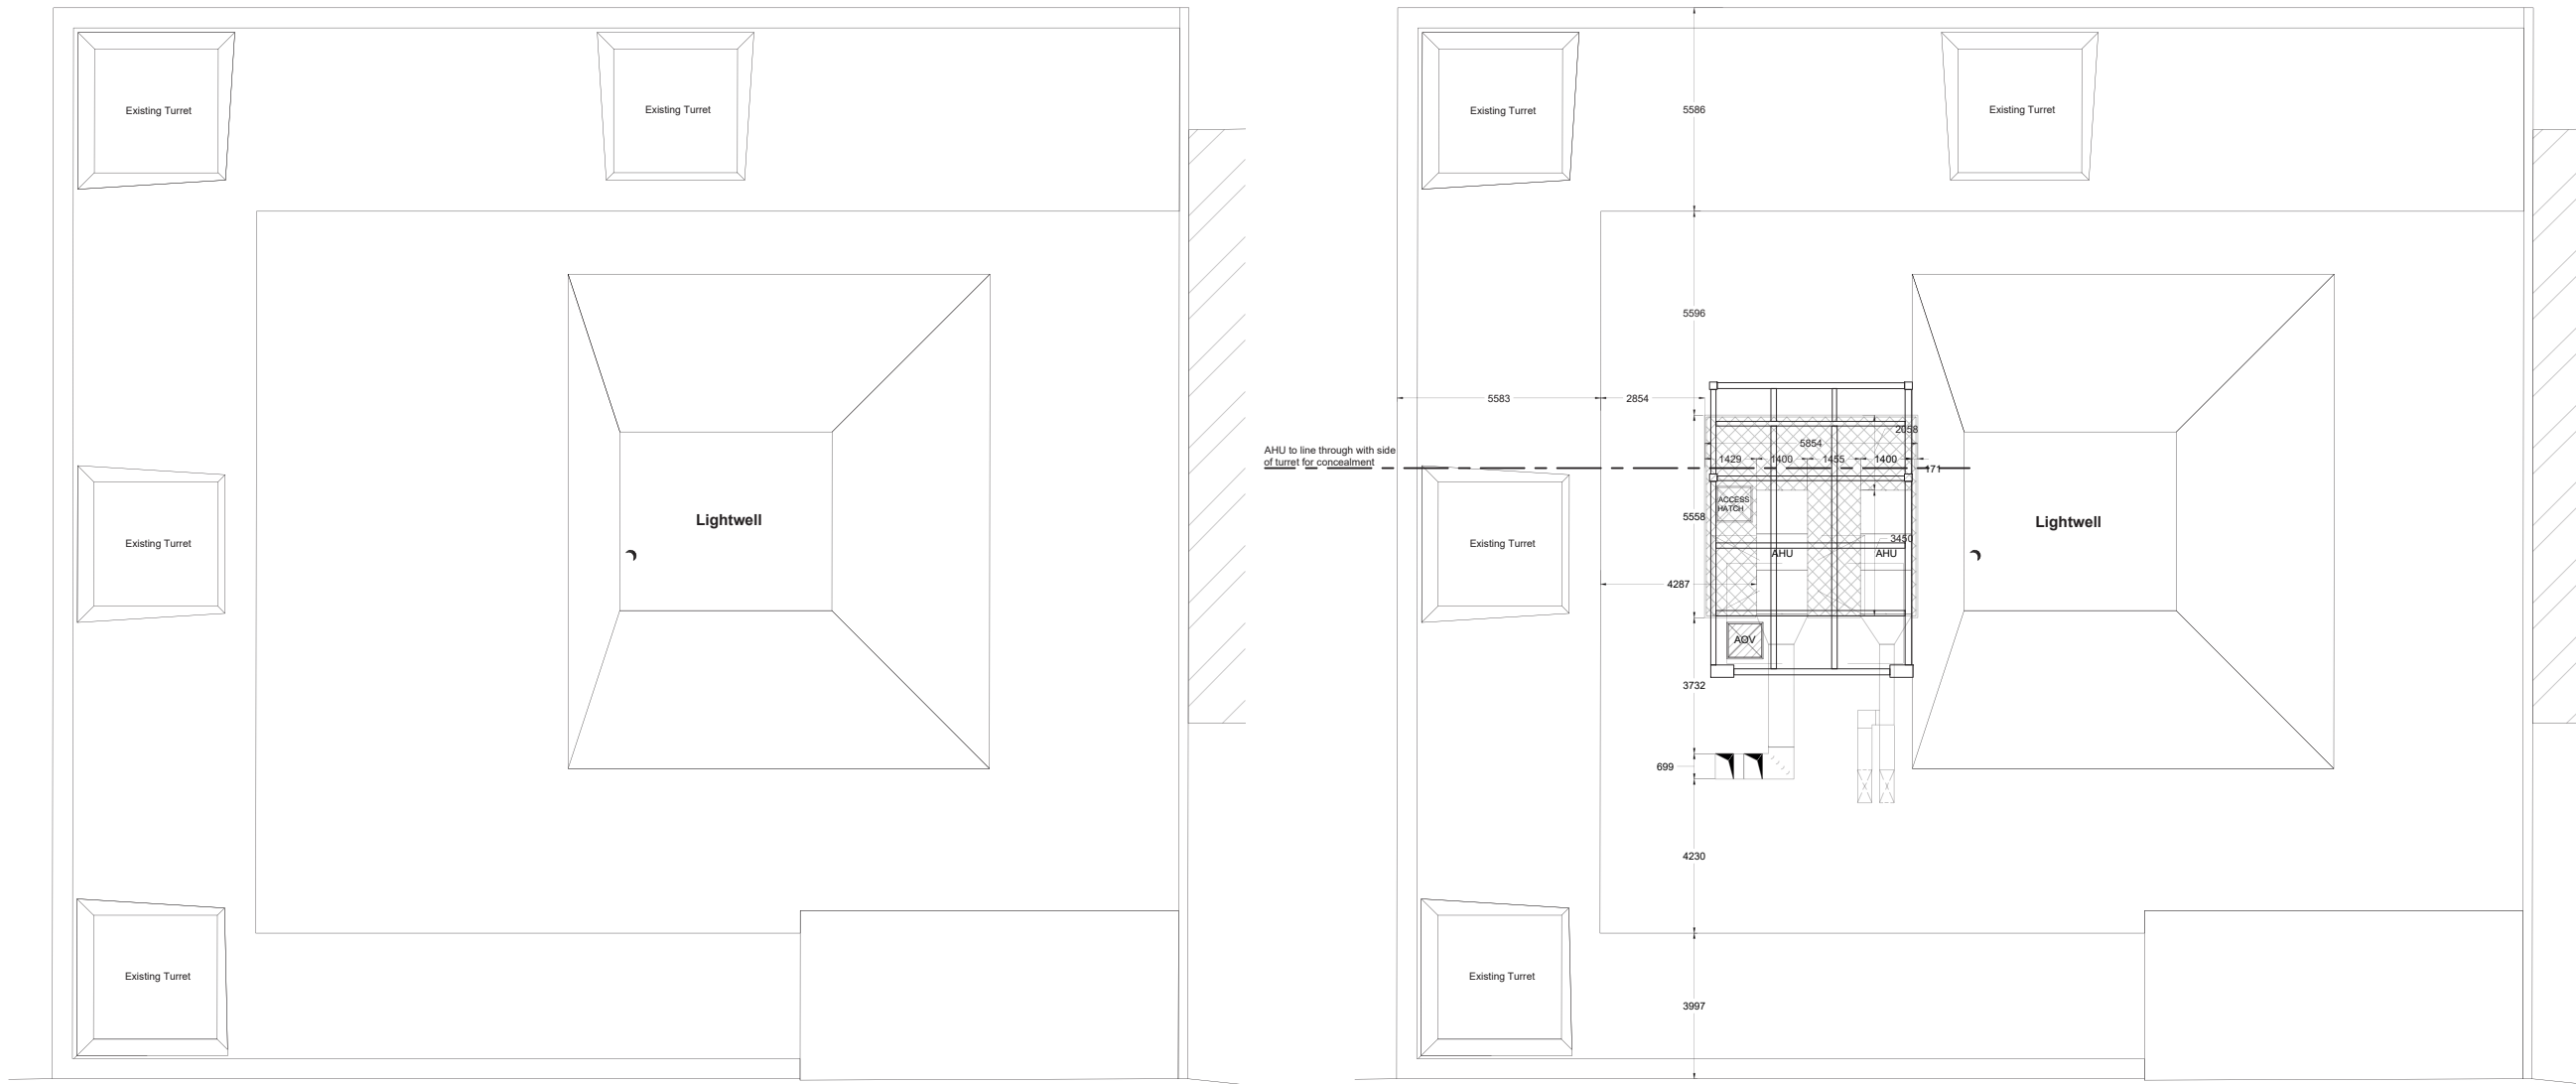 Existing Turret
Existing Turret
Existing Turret
Lightwell
Existing Turret
Existing Turret
Existing Turret
5586
5596
5583
2854
2058
5854
AHU to line through with side
of turret for concealment
1429
1400
1455
1400
171
ACCESS
HATCH
5558
3450
Existing Turret
Lightwell
AHU
AHU
4287
AOV
3732
699
4230
Existing Turret
3997